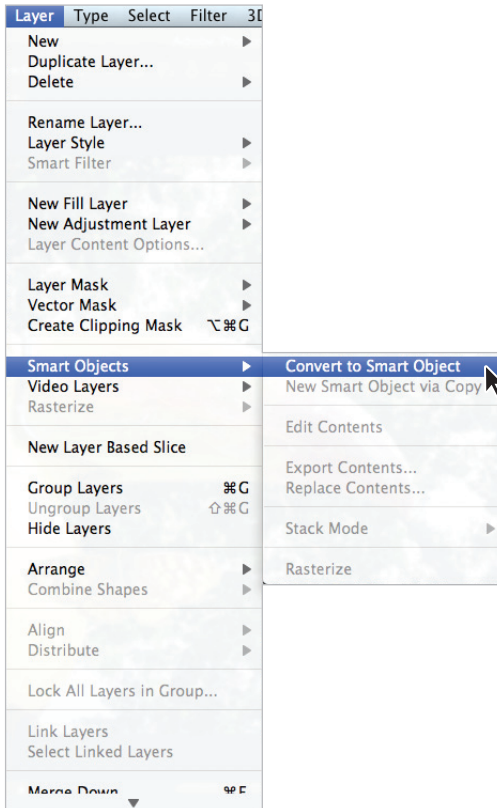 Layer Type Select Filter 3D
New
Duplicate Layer...
Delete
Rename Layer...
Layer Style
Smart Filter
New Fill Layer
New Adjustment Layer
Layer Content Options...
Layer Mask
Vector Mask
Create Clipping Mask ⌥⌘G
Smart Objects
Video Layers
Rasterize
New Layer Based Slice
Group Layers ⌘G
Ungroup Layers ⇧⌘G
Hide Layers
Arrange
Combine Shapes
Align
Distribute
Lock All Layers in Group...
Link Layers
Select Linked Layers
Merge Down
Convert to Smart Object
New Smart Object via Copy
Edit Contents
Export Contents...
Replace Contents...
Stack Mode
Rasterize